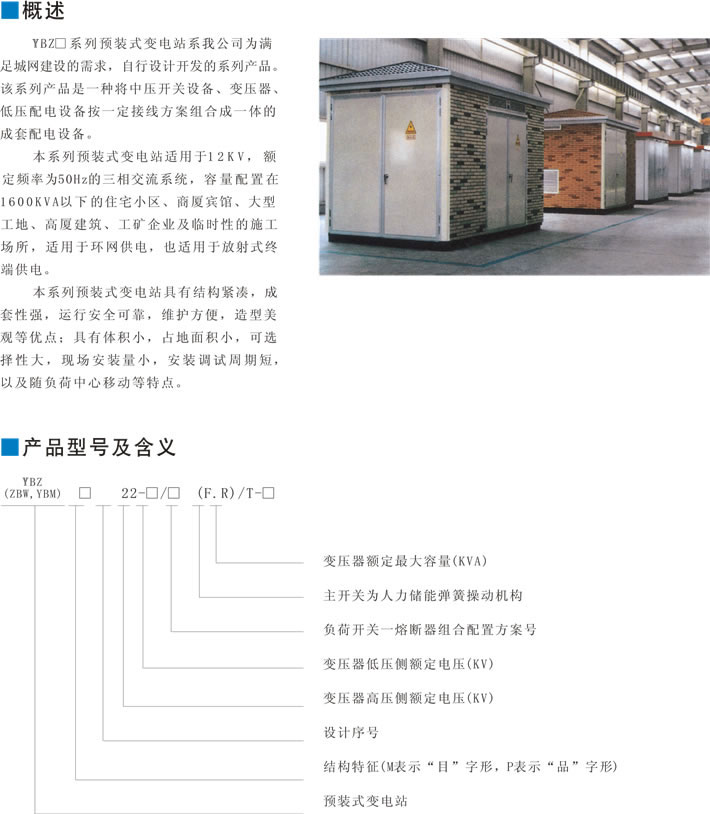 概述
YBZ□系列预装式变电站系我公司为满
足城网建设的需求，自行设计开发的系列产品。
该系列产品是一种将中压开关设备、变压器、
低压配电设备按一定接线方案组合成一体的
成套配电设备。
本系列预装式变电站适用于12KV，额
定频率为50Hz的三相交流系统，容量配置在
1600KVA以下的住宅小区、商厦宾馆、大型
工地、高厦建筑、工矿企业及临时性的施工
场所，适用于环网供电，也适用于放射式终
端供电。
本系列预装式变电站具有结构紧凑，成
套性强，运行安全可靠，维护方便，造型美
观等优点；具有体积小，占地面积小，可选
择性大，现场安装量小，安装调试周期短，
以及随负荷中心移动等特点。
产品型号及含义
YBZ
(ZBW,YBM) □ 22-□/□ (F.R)/T-□
变压器额定最大容量(KVA)
主开关为人力储能弹簧操动机构
负荷开关一熔断器组合配置方案号
变压器低压侧额定电压(KV)
变压器高压侧额定电压(KV)
设计序号
结构特征(M表示“目”字形，P表示“品”字形)
预装式变电站